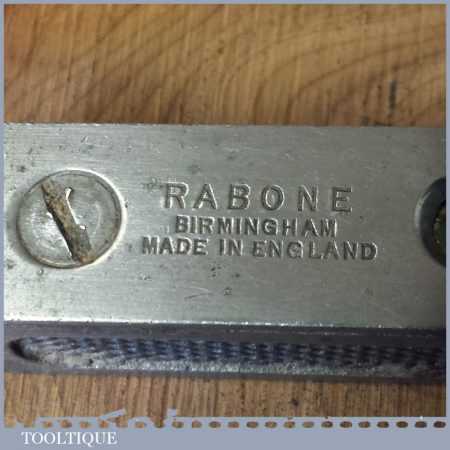 RABONE
BIRMINGHAM
MADE IN ENGLAND
TOOLTIQUE